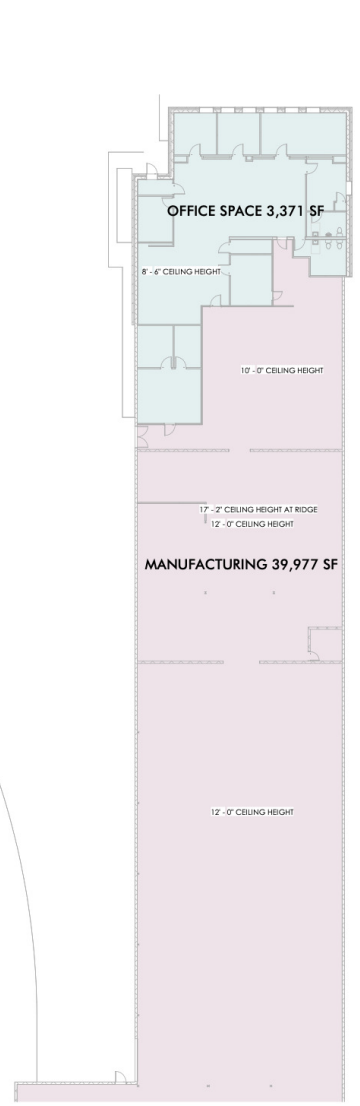 OFFICE SPACE 3,371 SF
8' - 6" CEILING HEIGHT
10' - 0" CEILING HEIGHT
17' - 2" CEILING HEIGHT AT RIDGE
12' - 0" CEILING HEIGHT
MANUFACTURING 39,977 SF
12' - 0" CEILING HEIGHT